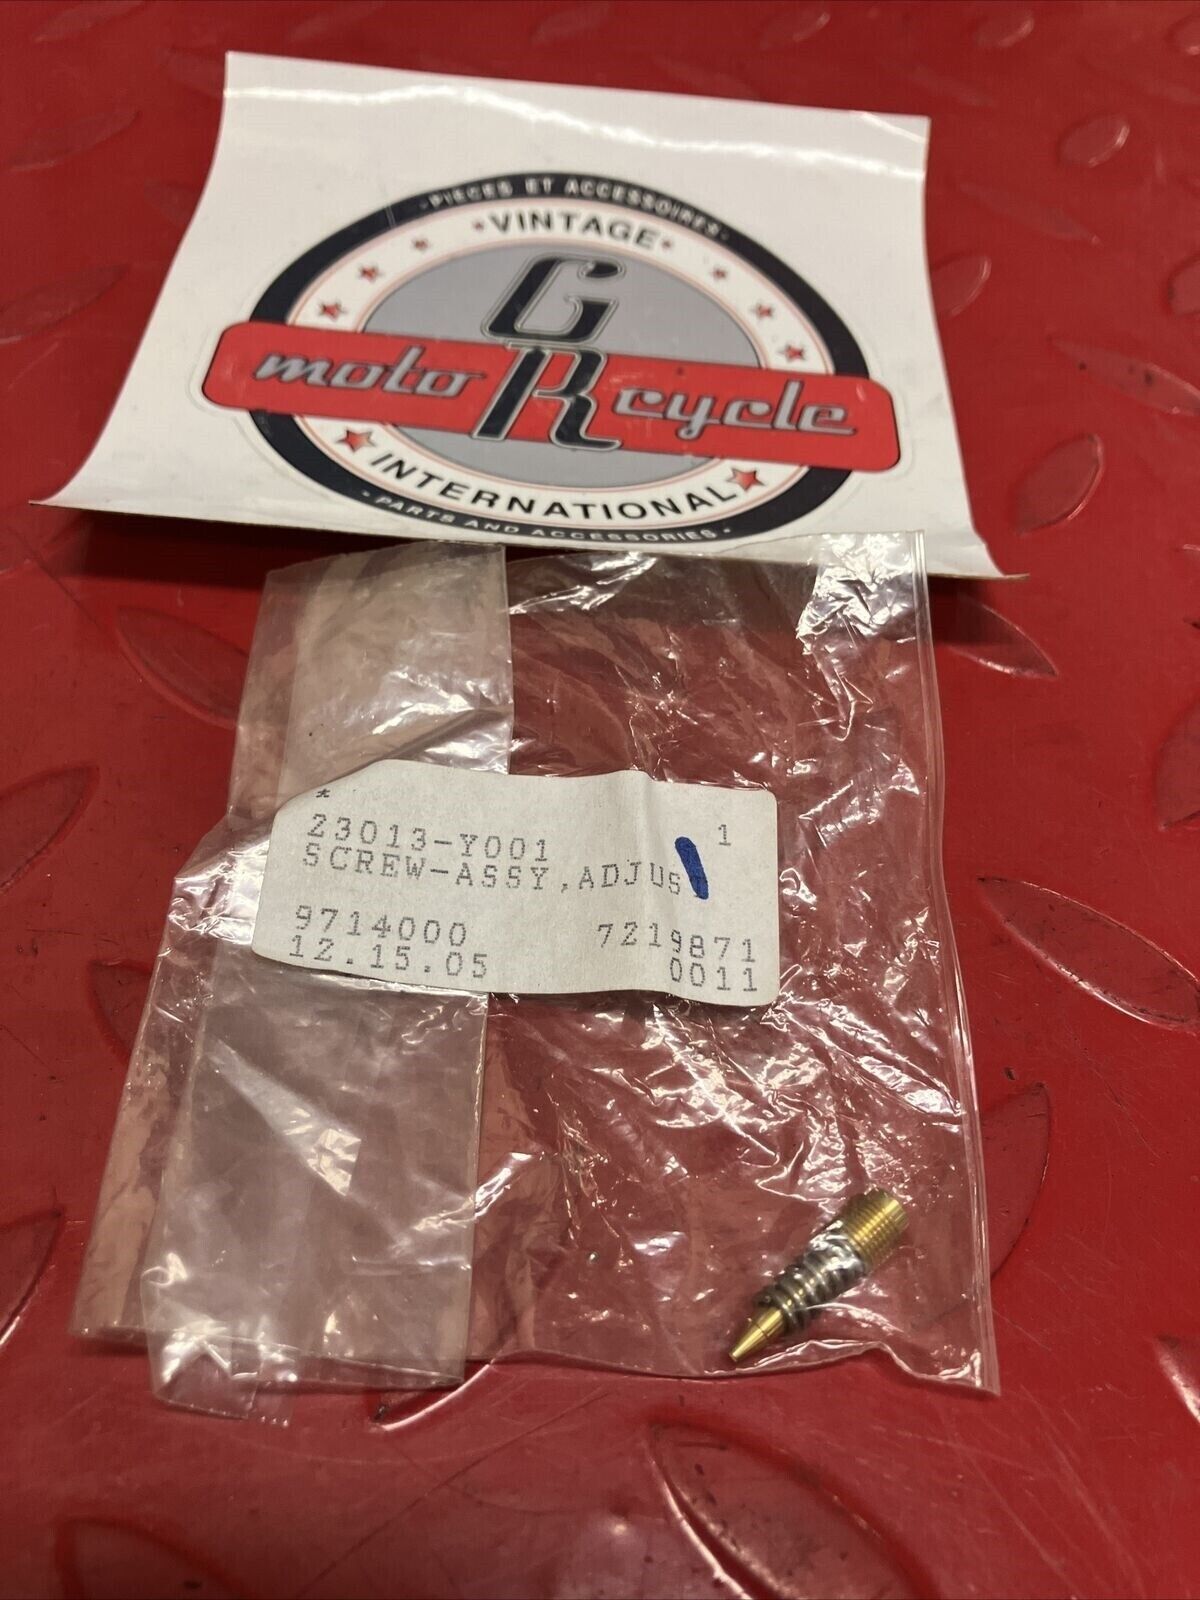 · PIECES ET ACCESSOIRES ·
· VINTAGE ·
GR
moto cycle
INTERNATIONAL
· PARTS AND ACCESSORIES ·
*
23013-Y001 1
SCREW-ASSY,ADJUS
9714000 7219871
12.15.05 0011